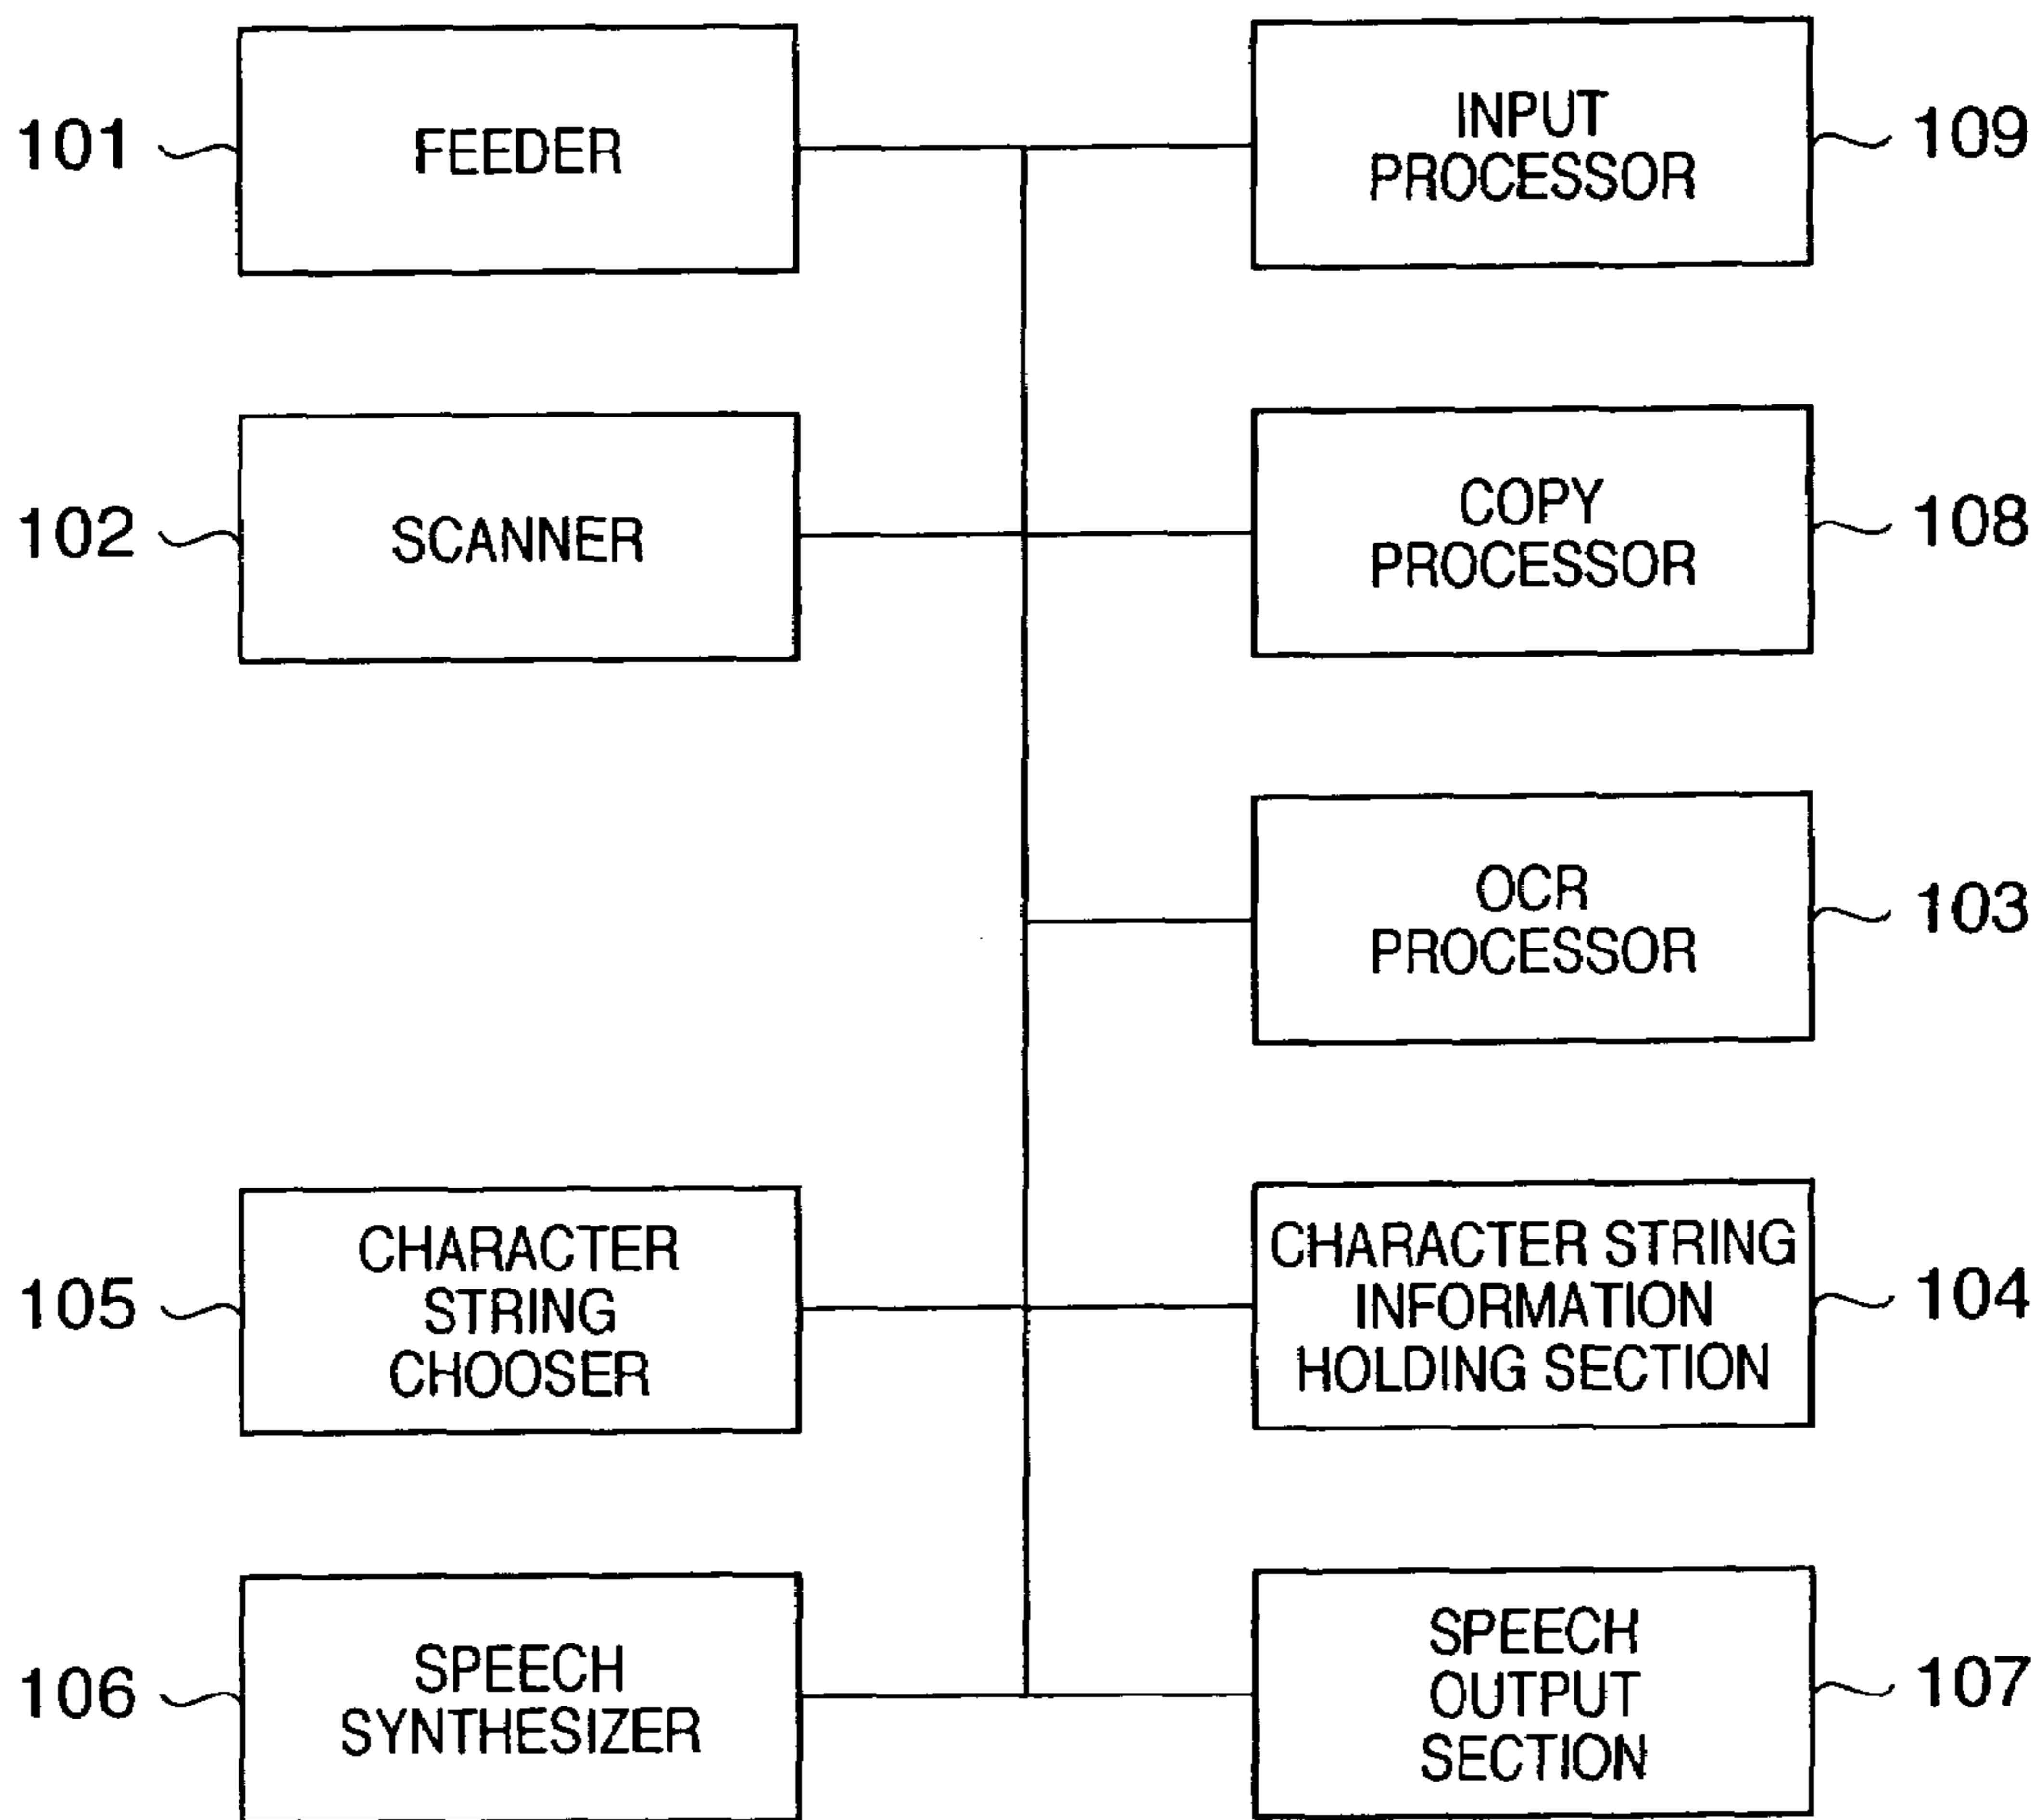 101
FEEDER
INPUT
PROCESSOR
109
102
SCANNER
COPY
PROCESSOR
108
OCR
PROCESSOR
103
105
CHARACTER
STRING
CHOOSER
CHARACTER STRING
INFORMATION
HOLDING SECTION
104
106
SPEECH
SYNTHESIZER
SPEECH
OUTPUT
SECTION
107